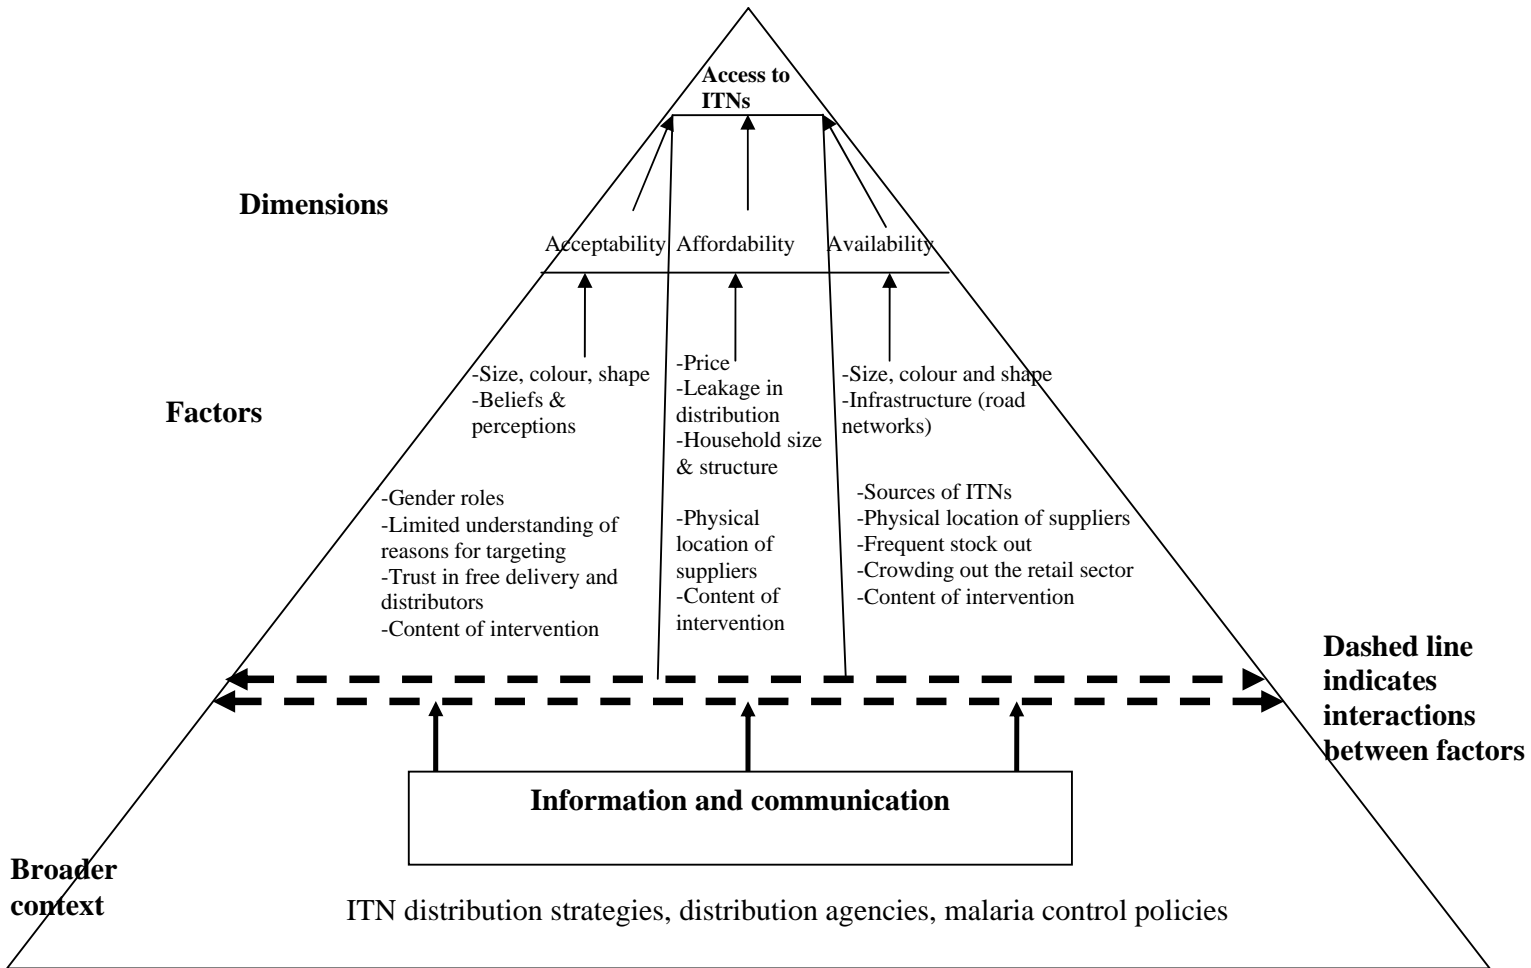 Access to
ITNs
Dimensions
Acceptability
Affordability
Availability
Factors
-Size, colour, shape
-Beliefs &
perceptions
-Gender roles
-Limited understanding of
reasons for targeting
-Trust in free delivery and
distributors
-Content of intervention
-Price
-Leakage in
distribution
-Household size
& structure
-Physical
location of
suppliers
-Content of
intervention
-Size, colour and shape
-Infrastructure (road
networks)
-Sources of ITNs
-Physical location of suppliers
-Frequent stock out
-Crowding out the retail sector
-Content of intervention
Dashed line
indicates
interactions
between factors
Information and communication
Broader
context
ITN distribution strategies, distribution agencies, malaria control policies